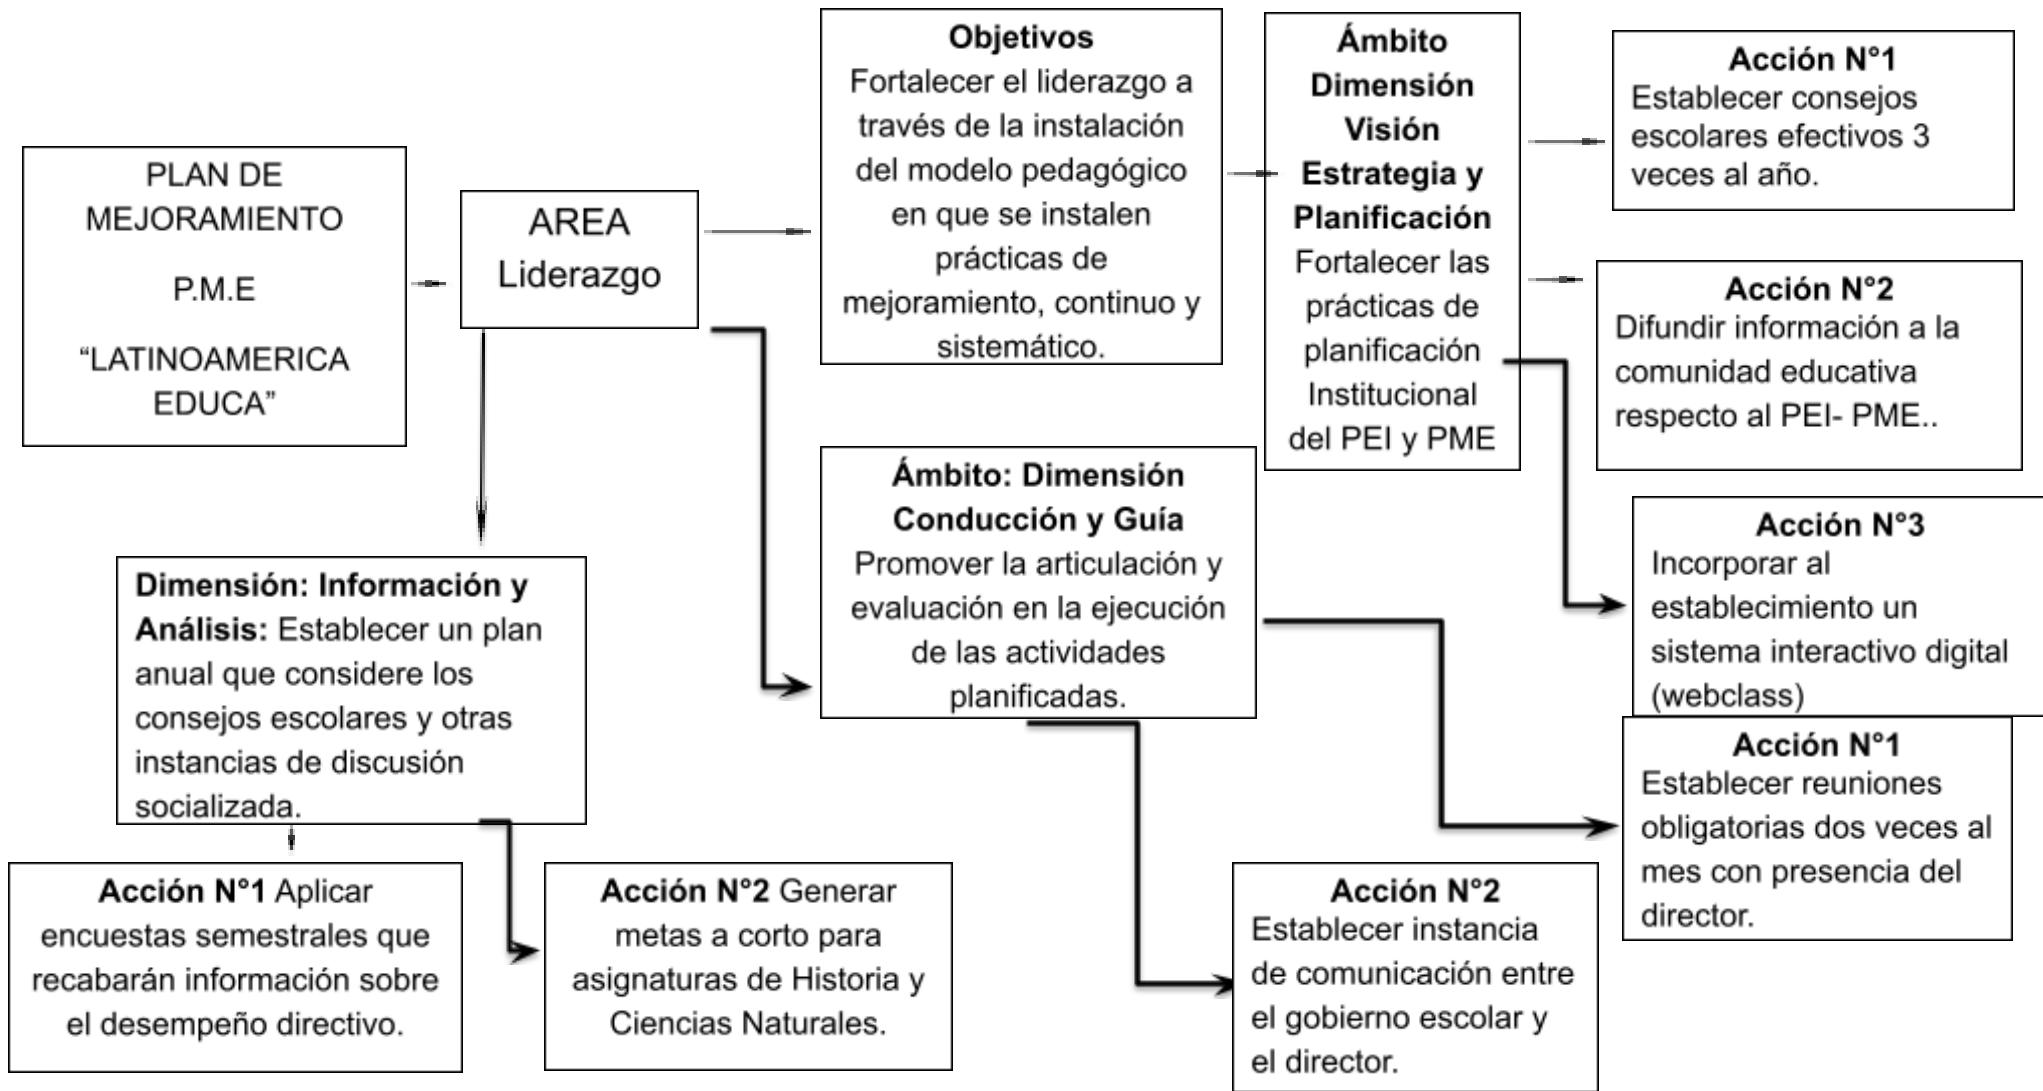 PLAN DE
MEJORAMIENTO
P.M.E
“LATINOAMERICA
EDUCA”
AREA
Liderazgo
Objetivos
Fortalecer el liderazgo a
través de la instalación
del modelo pedagógico
en que se instalen
prácticas de
mejoramiento, continuo y
sistemático.
Ámbito
Dimensión
Visión
Estrategia y
Planificación
Fortalecer las
prácticas de
planificación
Institucional
del PEI y PME
Acción N°1
Establecer consejos
escolares efectivos 3
veces al año.
Acción N°2
Difundir información a la
comunidad educativa
respecto al PEI- PME..
Acción N°3
Incorporar al
establecimiento un
sistema interactivo digital
(webclass)
Ámbito: Dimensión
Conducción y Guía
Promover la articulación y
evaluación en la ejecución
de las actividades
planificadas.
Acción N°1
Establecer reuniones
obligatorias dos veces al
mes con presencia del
director.
Acción N°2
Establecer instancia
de comunicación entre
el gobierno escolar y
el director.
Dimensión: Información y
Análisis: Establecer un plan
anual que considere los
consejos escolares y otras
instancias de discusión
socializada.
Acción N°1 Aplicar
encuestas semestrales que
recabarán información sobre
el desempeño directivo.
Acción N°2 Generar
metas a corto para
asignaturas de Historia y
Ciencias Naturales.